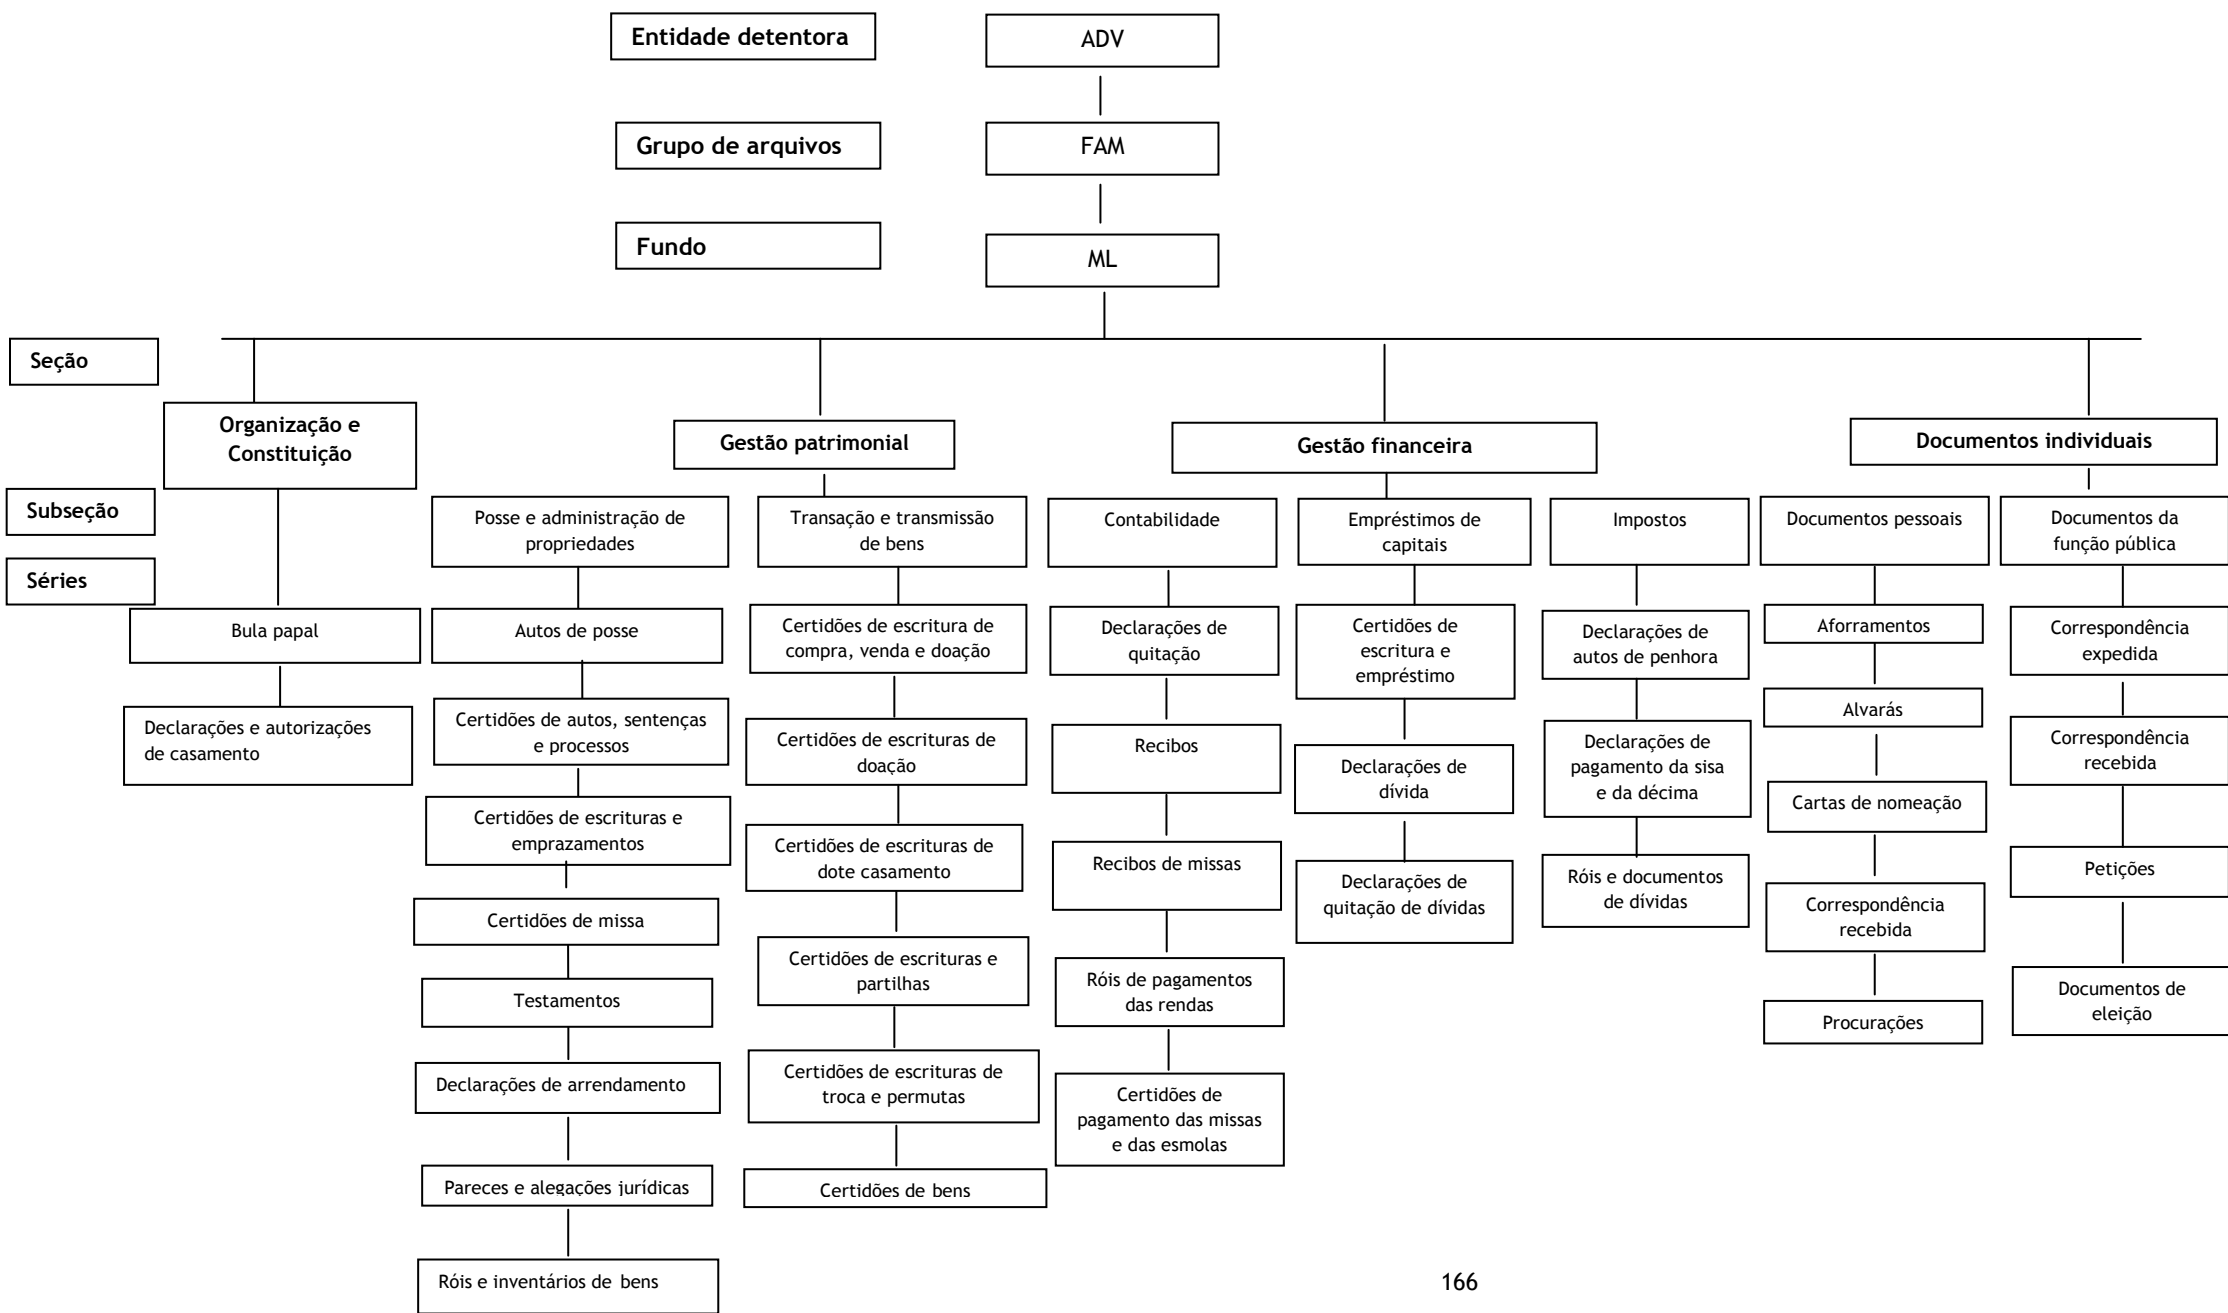 Entidade detentora
ADV
Grupo de arquivos
FAM
Fundo
ML
Seção
Organização e
Constituição
Gestão patrimonial
Gestão financeira
Documentos individuais
Subseção
Posse e administração de
propriedades
Transação e transmissão
de bens
Contabilidade
Empréstimos de
capitais
Impostos
Documentos pessoais
Documentos da
função pública
Séries
Bula papal
Declarações e autorizações
de casamento
Autos de posse
Certidões de autos, sentenças
e processos
Certidões de escrituras e
emprazamentos
Certidões de missa
Testamentos
Declarações de arrendamento
Pareces e alegações jurídicas
Róis e inventários de bens
Certidões de escritura de
compra, venda e doação
Certidões de escrituras de
doação
Certidões de escrituras de
dote casamento
Certidões de escrituras e
partilhas
Certidões de escrituras de
troca e permutas
Certidões de bens
Declarações de
quitação
Recibos
Recibos de missas
Róis de pagamentos
das rendas
Certidões de
pagamento das missas
e das esmolas
Certidões de
escritura e
empréstimo
Declarações de
dívida
Declarações de
quitação de dívidas
Declarações de
autos de penhora
Declarações de
pagamento da sisa
e da décima
Róis e documentos
de dívidas
Aforramentos
Alvarás
Cartas de nomeação
Correspondência
recebida
Procurações
Correspondência
expedida
Correspondência
recebida
Petições
Documentos de
eleição
166